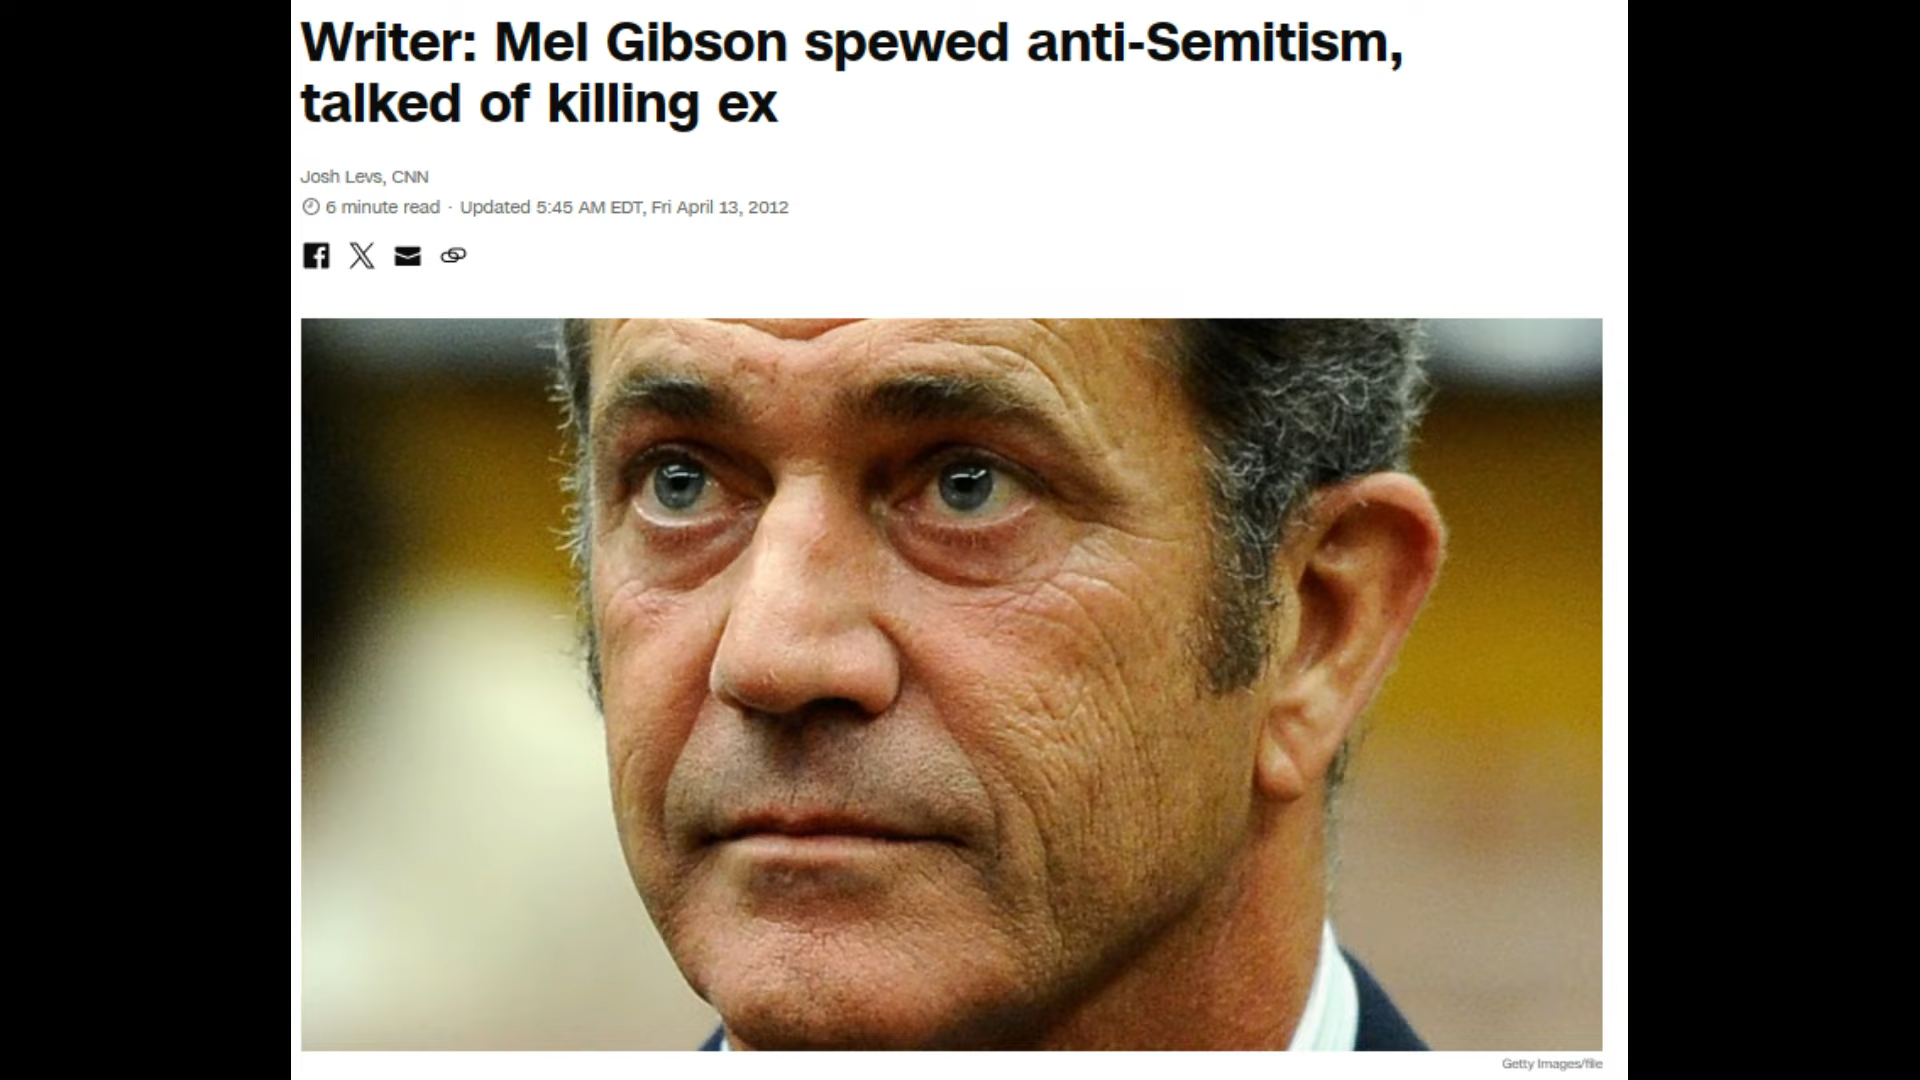 Writer: Mel Gibson spewed anti-Semitism,
talked of killing ex
Josh Levs, CNN
6 minute read · Updated 5:45 AM EDT, Fri April 13, 2012
Getty Images/file